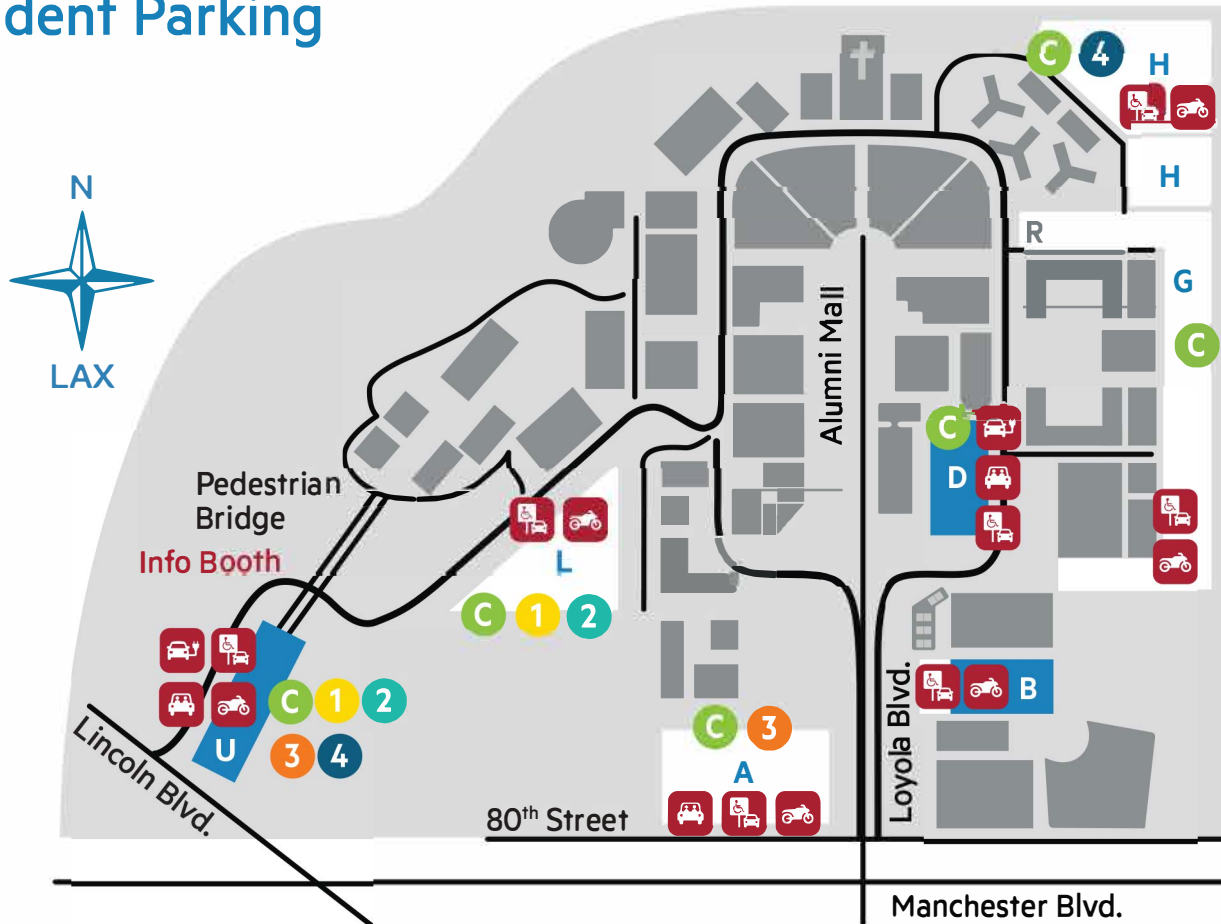 dent Parking
C 4 H
H
N
R
G
LAX
C
Alumni Mall
C
D
Pedestrian
Bridge
Info Booth
L
C 1 2
Loyola Blvd.
B
C 1 2
U 3 4
Lincoln Blvd.
C 3
A
80th Street
Manchester Blvd.